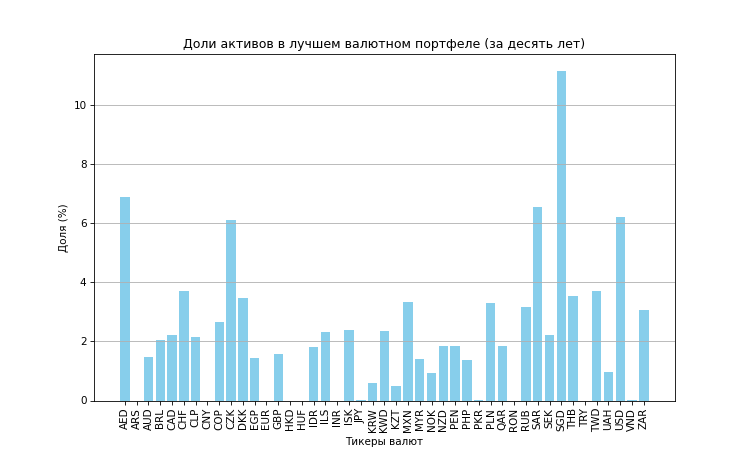 Доли активов в лучшем валютном портфеле (за десять лет)
Доля (%)
10
8
6
4
2
0
AED ARS AUD BRL CAD CHF CLP CNY COP CZK DKK EGP EUR GBP HKD HUF IDR ILS INR ISK JPY KRW KWD KZT MXN MYR NOK NZD PEN PHP PKR PLN QAR RON RUB SAR SEK SGD THB TRY TWD UAH USD VND ZAR
Тикеры валют